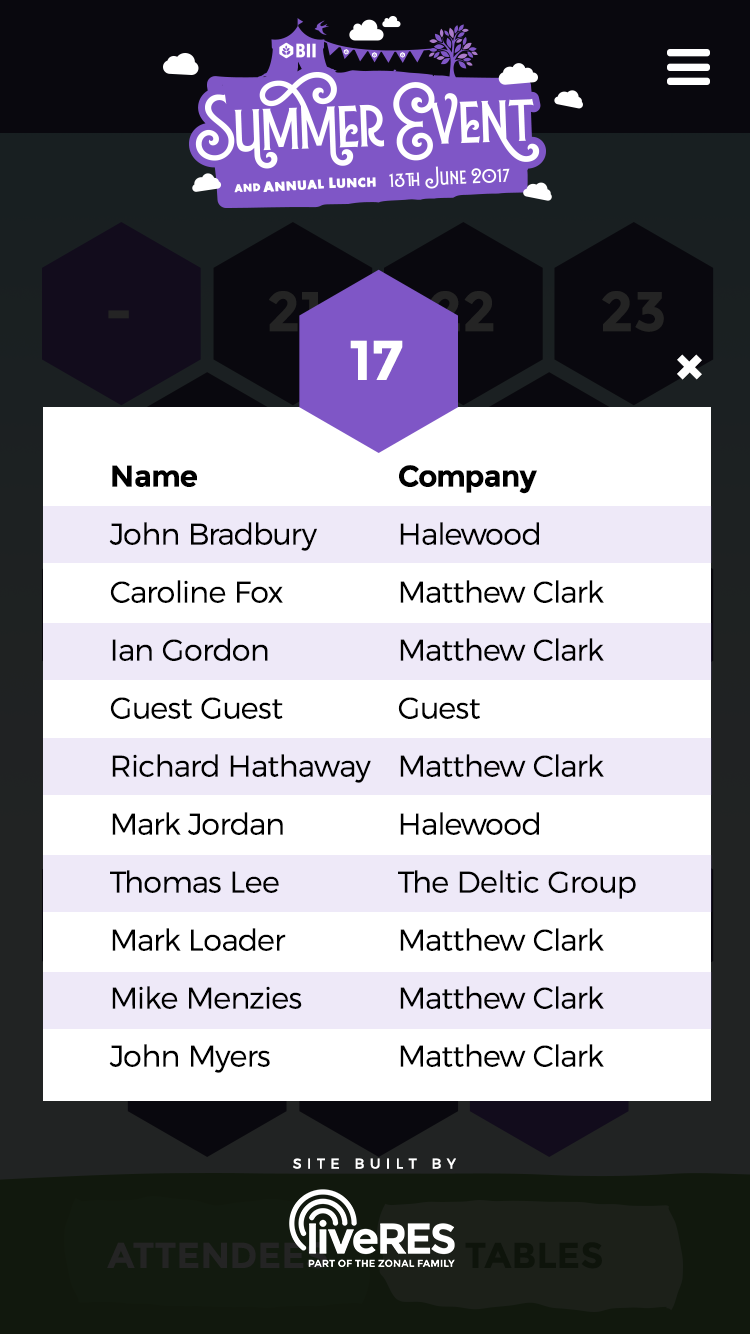 BII
SUMMER EVENT
AND ANNUAL LUNCH 13TH JUNE 2017
- 21 22 23
17
Name Company
John Bradbury Halewood
Caroline Fox Matthew Clark
Ian Gordon Matthew Clark
Guest Guest Guest
Richard Hathaway Matthew Clark
Mark Jordan Halewood
Thomas Lee The Deltic Group
Mark Loader Matthew Clark
Mike Menzies Matthew Clark
John Myers Matthew Clark
SITE BUILT BY
liveRES
PART OF THE ZONAL FAMILY
ATTENDEE TABLES